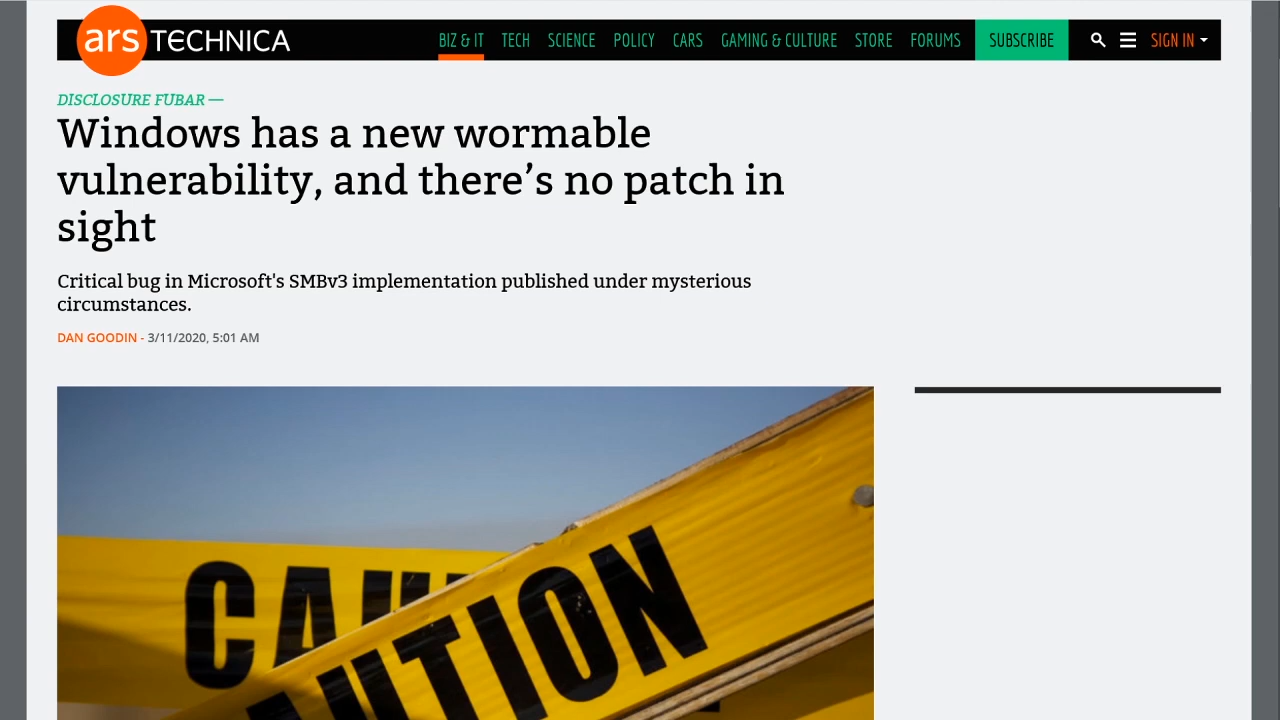 ars TECHNICA
BIZ & IT TECH SCIENCE POLICY CARS GAMING & CULTURE STORE FORUMS SUBSCRIBE SIGN IN
DISCLOSURE FUBAR —
Windows has a new wormable
vulnerability, and there’s no patch in
sight
Critical bug in Microsoft's SMBv3 implementation published under mysterious
circumstances.
DAN GOODIN - 3/11/2020, 5:01 AM
CAU
AUTION